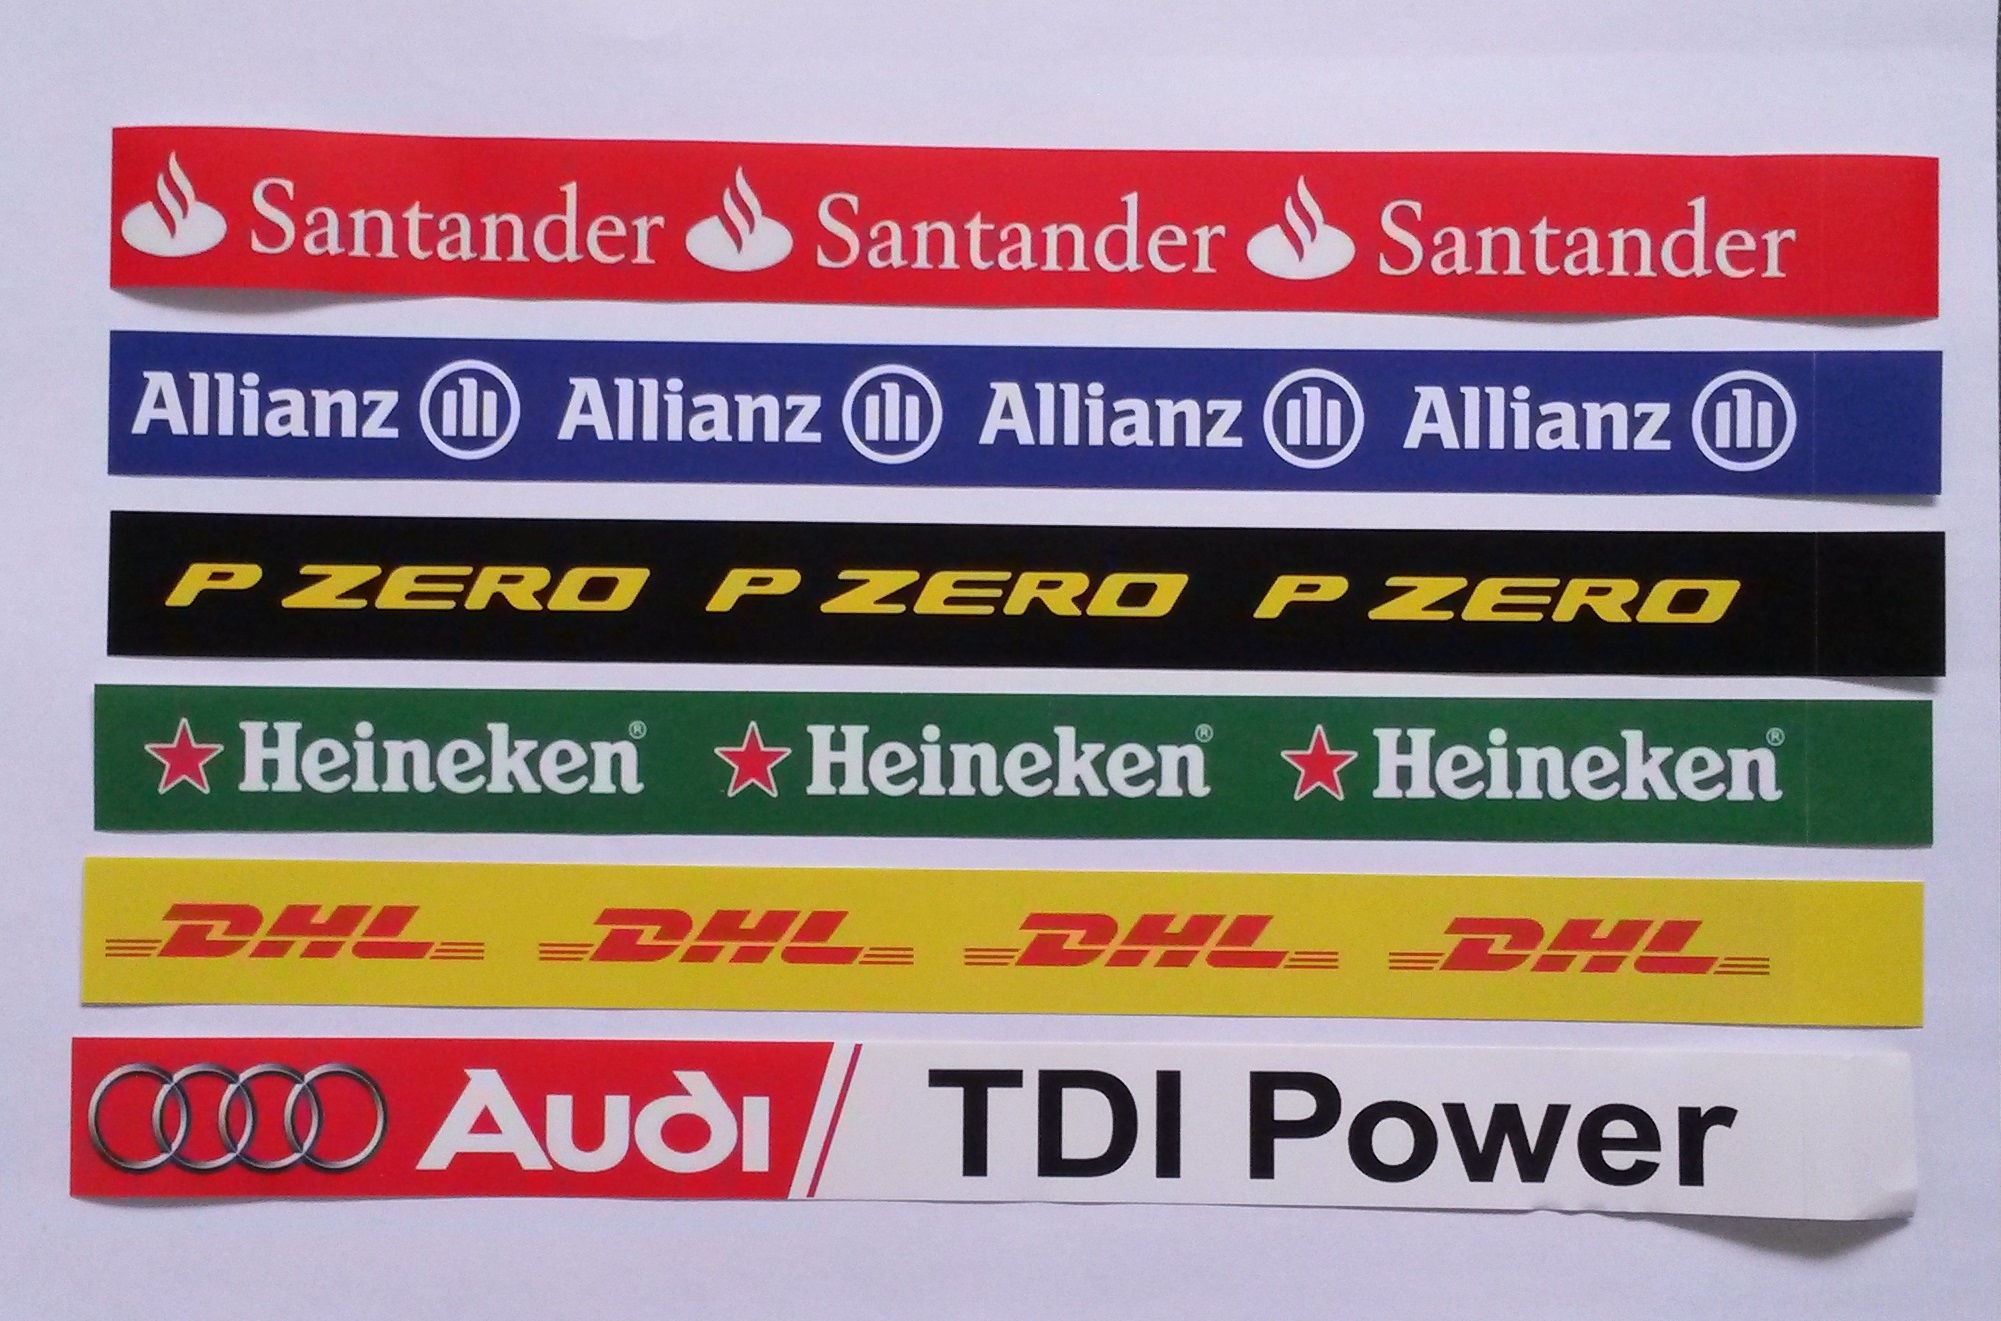 Santander Santander Santander
Allianz Allianz Allianz Allianz
P ZERO P ZERO P ZERO
Heineken® Heineken® Heineken®
DHL DHL DHL DHL
Audi TDI Power